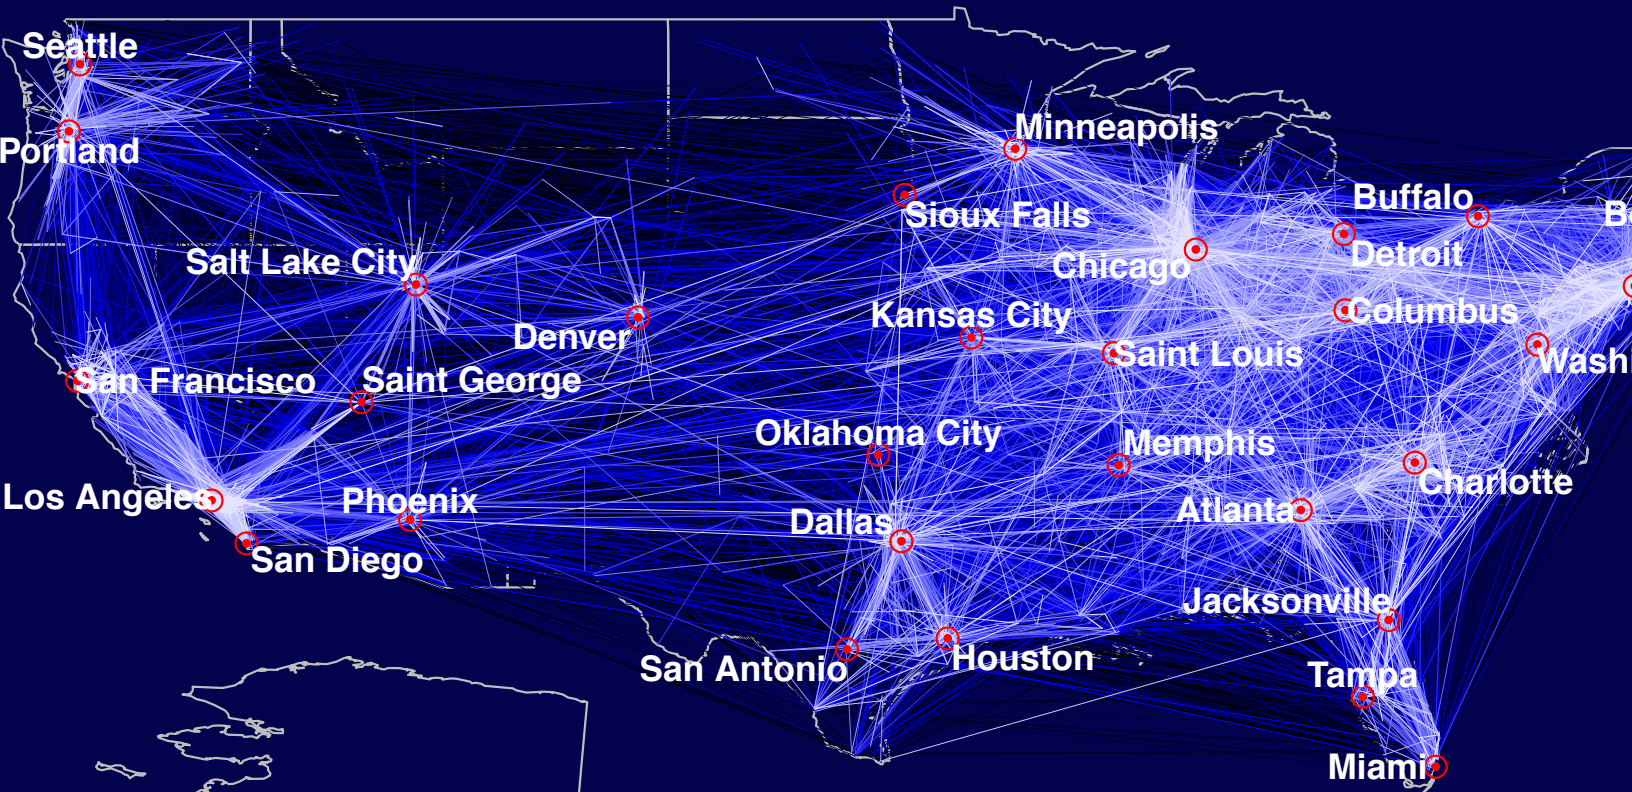 Seattle
Minneapolis
Portland
Buffalo
Sioux Falls
Detroit
Salt Lake City
Chicago
Columbus
Kansas City
Denver
Saint Louis
Washi
San Francisco
Saint George
Oklahoma City
Memphis
Charlotte
Los Angeles
Phoenix
Atlanta
Dallas
San Diego
Jacksonville
Houston
San Antonio
Tampa
Miami